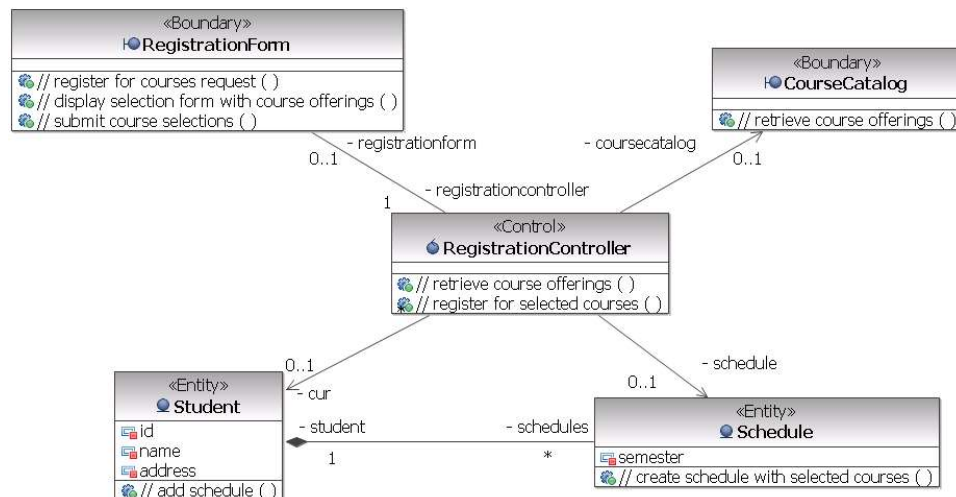 «Boundary»
RegistrationForm
// register for courses request ( )
// display selection form with course offerings ( )
// submit course selections ( )
«Boundary»
CourseCatalog
// retrieve course offerings ( )
- registrationform
0..1
- coursecatalog
0..1
- registrationcontroller
1
«Control»
RegistrationController
// retrieve course offerings ( )
// register for selected courses ( )
*
0..1
- cur
- schedule
0..1
«Entity»
Student
id
name
address
// add schedule ( )
- student
1
- schedules
*
«Entity»
Schedule
semester
// create schedule with selected courses ( )